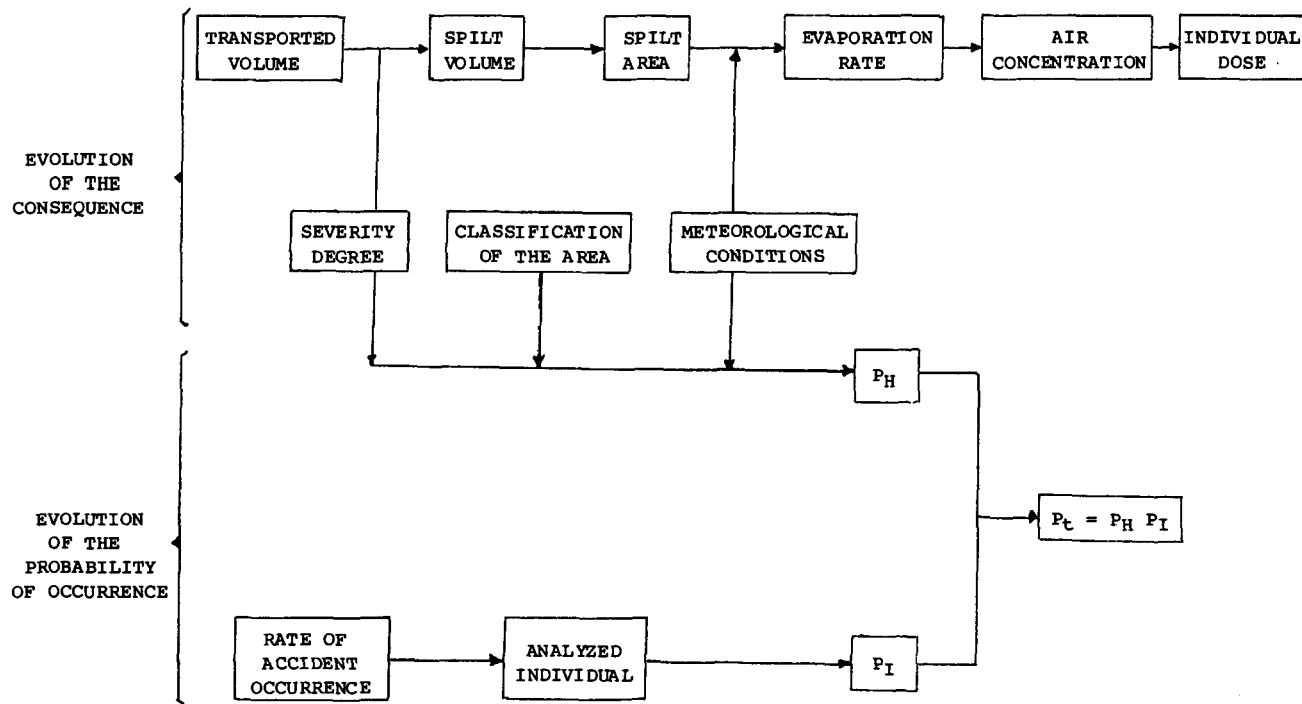 TRANSPORTED
VOLUME
SPILT
VOLUME
SPILT
AREA
EVAPORATION
RATE
AIR
CONCENTRATION
INDIVIDUAL
DOSE
EVOLUTION
OF THE
CONSEQUENCE
SEVERITY
DEGREE
CLASSIFICATION
OF THE AREA
METEOROLOGICAL
CONDITIONS
PH
EVOLUTION
OF THE
PROBABILITY
OF OCCURRENCE
Pt = PH PI
RATE OF
ACCIDENT
OCCURRENCE
ANALYZED
INDIVIDUAL
PI